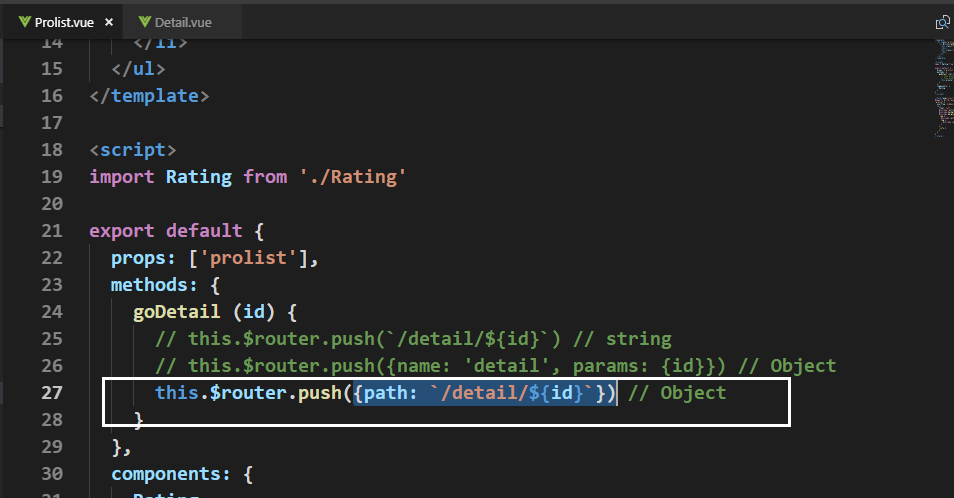 Prolist.vue × Detail.vue
14 </li>
15 </ul>
16 </template>
17
18 <script>
19 import Rating from './Rating'
20
21 export default {
22 props: ['prolist'],
23 methods: {
24 goDetail (id) {
25 // this.$router.push(`/detail/${id}`) // string
26 // this.$router.push({name: 'detail', params: {id}}) // Object
27 this.$router.push({path: `/detail/${id}`}) // Object
28 }
29 },
30 components: {
31 Rating